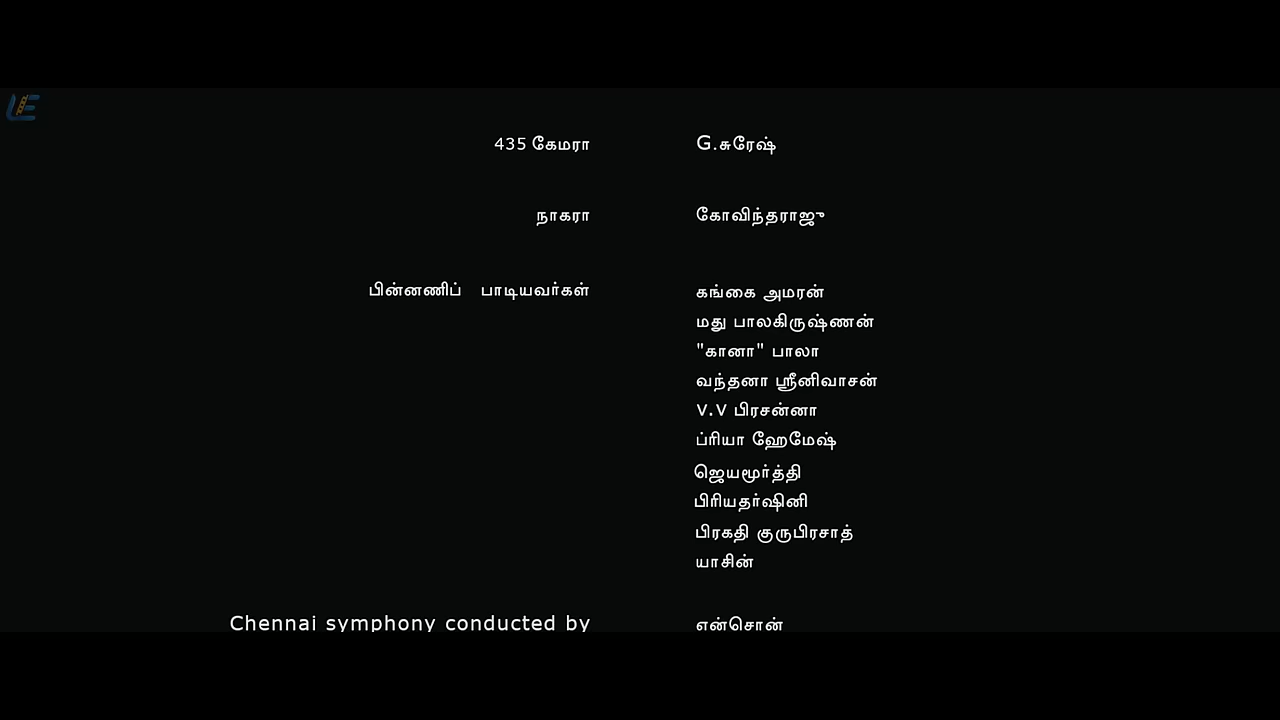 435 கேமரா G.சுரேஷ்
நாகரா கோவிந்தராஜு
பின்னணிப் பாடியவர்கள் கங்கை அமரன்
மது பாலகிருஷ்ணன்
"கானா" பாலா
வந்தனா ஸ்ரீனிவாசன்
V.V பிரசன்னா
ப்ரியா ஹேமேஷ்
ஜெயமூர்த்தி
பிரியதர்ஷினி
பிரகதி குருபிரசாத்
யாசின்
Chennai symphony conducted by என்சொன்